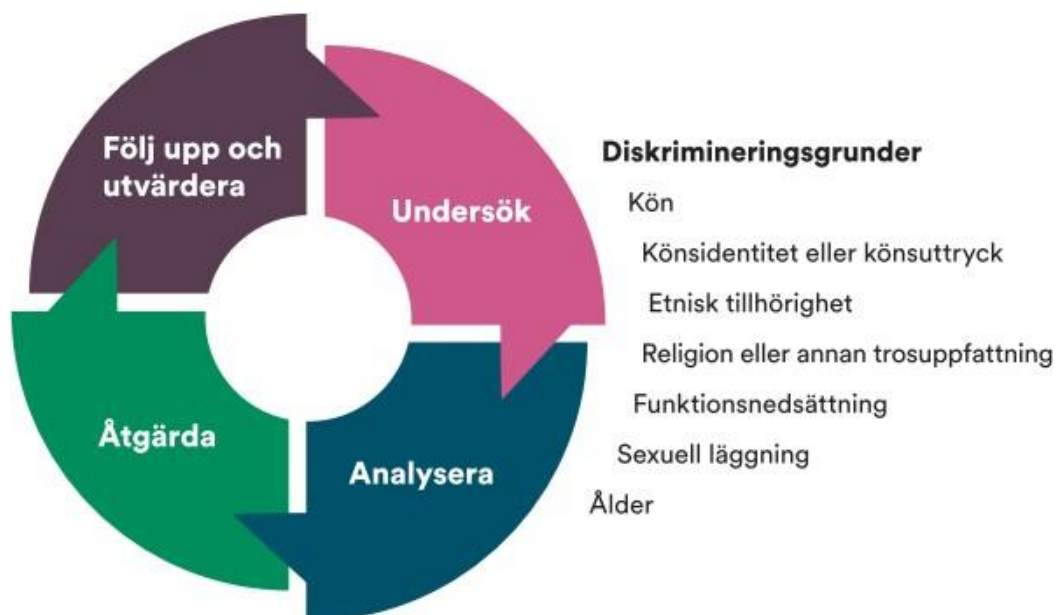 Följ upp och
utvärdera
Undersök
Analysera
Åtgärda
Diskrimineringsgrunder
Kön
Könsidentitet eller könsuttryck
Etnisk tillhörighet
Religion eller annan trosuppfattning
Funktionsnedsättning
Sexuell läggning
Ålder